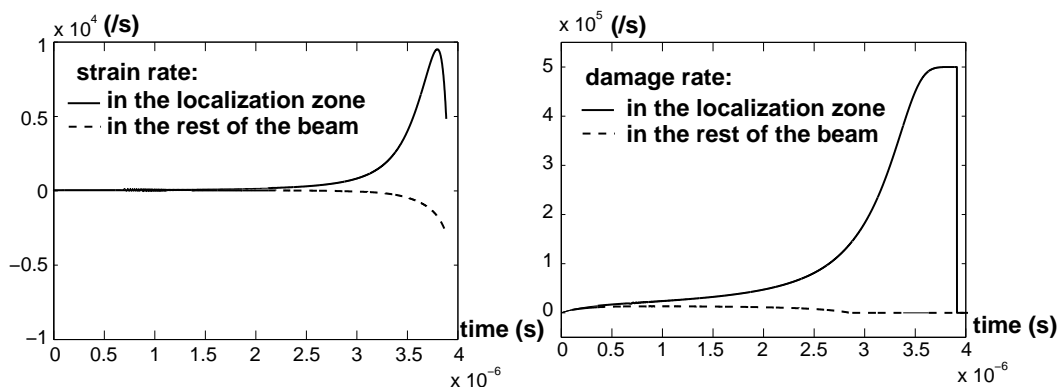 x 10^4 (/s)
1
strain rate:
in the localization zone
in the rest of the beam
0.5
0
−0.5
−1
time (s)
0 0.5 1 1.5 2 2.5 3 3.5 4
x 10^−6
x 10^5 (/s)
5
damage rate:
in the localization zone
in the rest of the beam
4
3
2
1
0
time (s)
0 0.5 1 1.5 2 2.5 3 3.5 4
x 10^−6